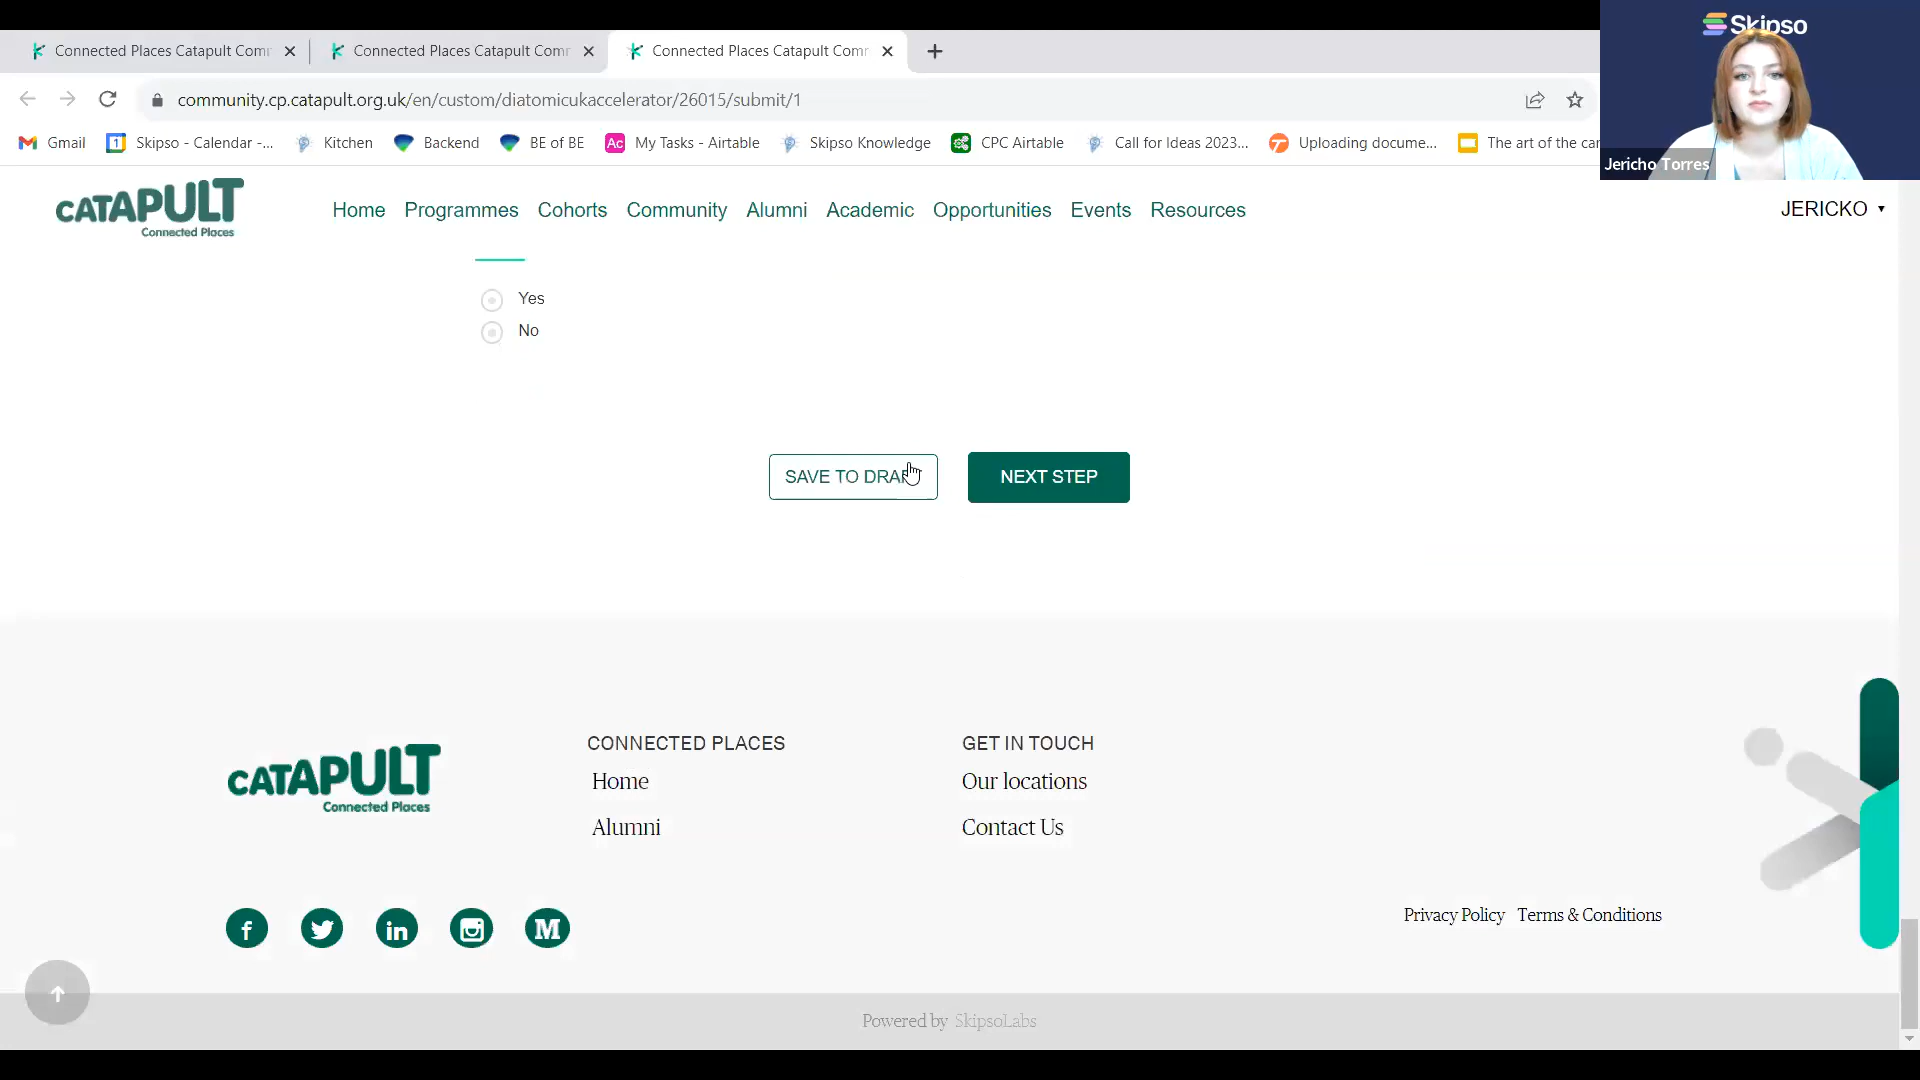 Skipso
Connected Places Catapult Com
Connected Places Catapult Com
Connected Places Catapult Com
community.cp.catapult.org.uk/en/custom/diatomicukaccelerator/26015/submit/1
Gmail
Skipso - Calendar -...
Kitchen
Backend
BE of BE
Ac
My Tasks - Airtable
Skipso Knowledge
CPC Airtable
Call for Ideas 2023...
Uploading docume...
The art of the
Jericho Torres
CATAPULT
Connected Places
Home
Programmes
Cohorts
Community
Alumni
Academic
Opportunities
Events
Resources
JERICKO
Yes
No
SAVE TO
NEXT STEP
CATAPULT
Connected Places
CONNECTED PLACES
Home
Alumni
GET IN TOUCH
Our locations
Contact Us
Privacy Policy
Terms & Conditions
Powered by SkipsoLabs